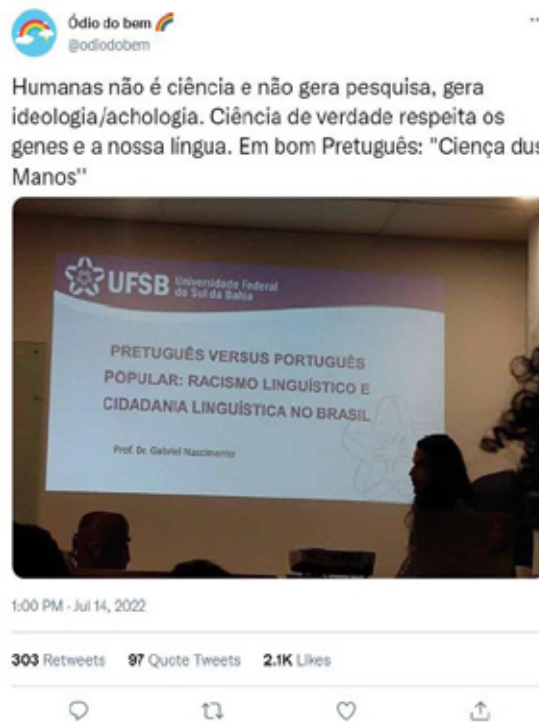 Ódio do bem 🌈
@odiodobem
Humanas não é ciência e não gera pesquisa, gera
ideologia/achologia. Ciência de verdade respeita os
genes e a nossa língua. Em bom Pretuguês: "Ciença dus
Manos"
UFSB Universidade Federal
do Sul da Bahia
PRETUGUÊS VERSUS PORTUGUÊS
POPULAR: RACISMO LINGUÍSTICO E
CIDADANIA LINGUÍSTICA NO BRASIL
Prof. Dr. Gabriel Nascimento
1:00 PM · Jul 14, 2022
303 Retweets 97 Quote Tweets 2.1K Likes